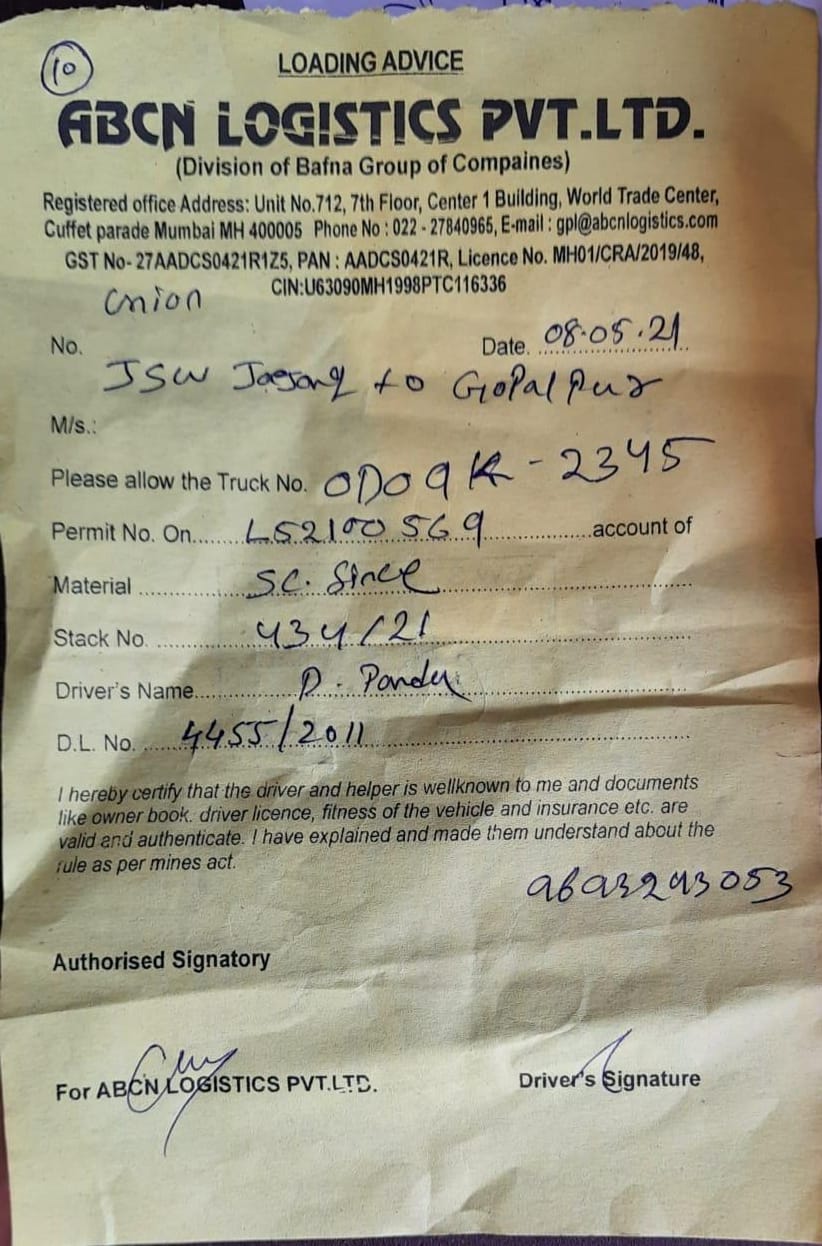 10
LOADING ADVICE
ABCN LOGISTICS PVT.LTD.
(Division of Bafna Group of Compaines)
Registered office Address: Unit No.712, 7th Floor, Center 1 Building, World Trade Center,
Cuffet parade Mumbai MH 400005 Phone No : 022 - 27840965, E-mail : gpl@abcnlogistics.com
GST No- 27AADCS0421R1Z5, PAN : AADCS0421R, Licence No. MH01/CRA/2019/48,
CIN:U63090MH1998PTC116336
No.
Date. 08.05.21
JSW to GoPalPur
M/s.:
Please allow the Truck No. OD09K-2345
Permit No. On....... L52100569 ..............account of
Material
Stack No. 434/21
Driver's Name............. D.
D.L. No. ..... 4455/2011
I hereby certify that the driver and helper is wellknown to me and documents
like owner book. driver licence, fitness of the vehicle and insurance etc. are
valid and authenticate. I have explained and made them understand about the
rule as per mines act.
9693293053
Authorised Signatory
For ABCN LOGISTICS PVT.LTD.
Driver's Signature